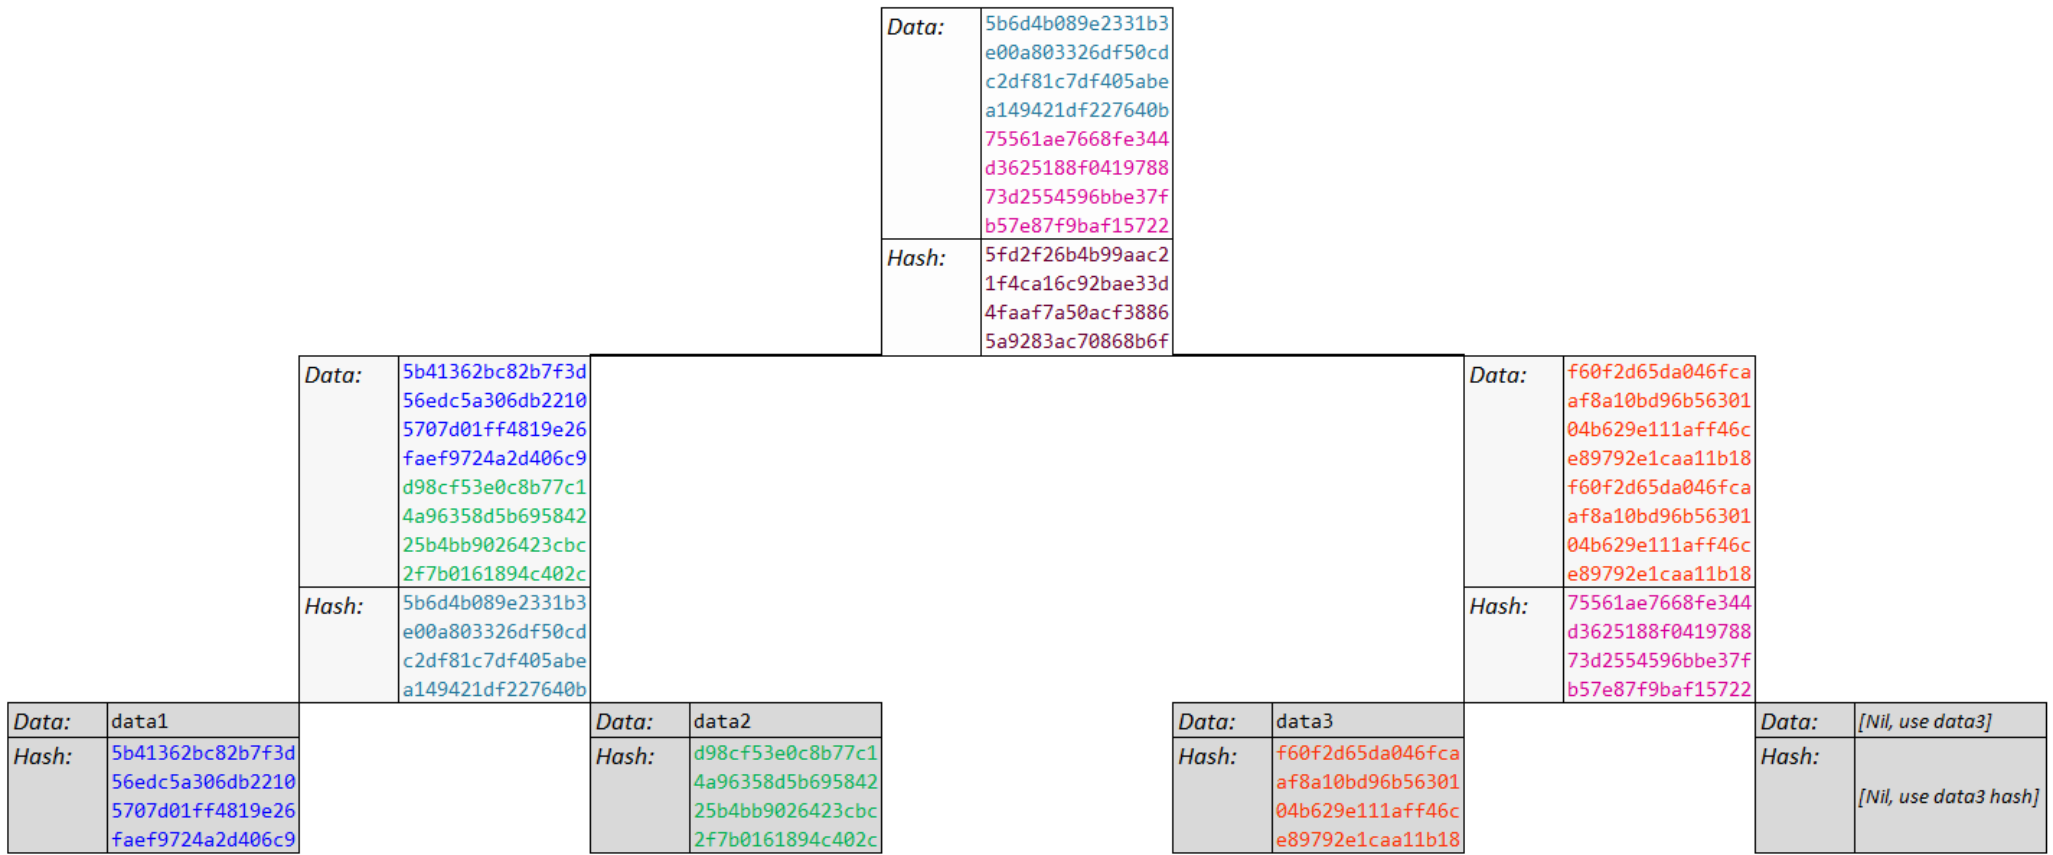 Data:
5b6d4b089e2331b3
e00a803326df50cd
c2df81c7df405abe
a149421df227640b
75561ae7668fe344
d3625188f0419788
73d2554596bbe37f
b57e87f9baf15722
Hash:
5fd2f26b4b99aac2
1f4ca16c92bae33d
4faaf7a50acf3886
5a9283ac70868b6f
Data:
5b41362bc82b7f3d
56edc5a306db2210
5707d01ff4819e26
faef9724a2d406c9
d98cf53e0c8b77c1
4a96358d5b695842
25b4bb9026423cbc
2f7b0161894c402c
Hash:
5b6d4b089e2331b3
e00a803326df50cd
c2df81c7df405abe
a149421df227640b
Data:
f60f2d65da046fca
af8a10bd96b56301
04b629e111aff46c
e89792e1caa11b18
f60f2d65da046fca
af8a10bd96b56301
04b629e111aff46c
e89792e1caa11b18
Hash:
75561ae7668fe344
d3625188f0419788
73d2554596bbe37f
b57e87f9baf15722
Data: data1
Hash:
5b41362bc82b7f3d
56edc5a306db2210
5707d01ff4819e26
faef9724a2d406c9
Data: data2
Hash:
d98cf53e0c8b77c1
4a96358d5b695842
25b4bb9026423cbc
2f7b0161894c402c
Data: data3
Hash:
f60f2d65da046fca
af8a10bd96b56301
04b629e111aff46c
e89792e1caa11b18
Data: [Nil, use data3]
Hash:
[Nil, use data3 hash]